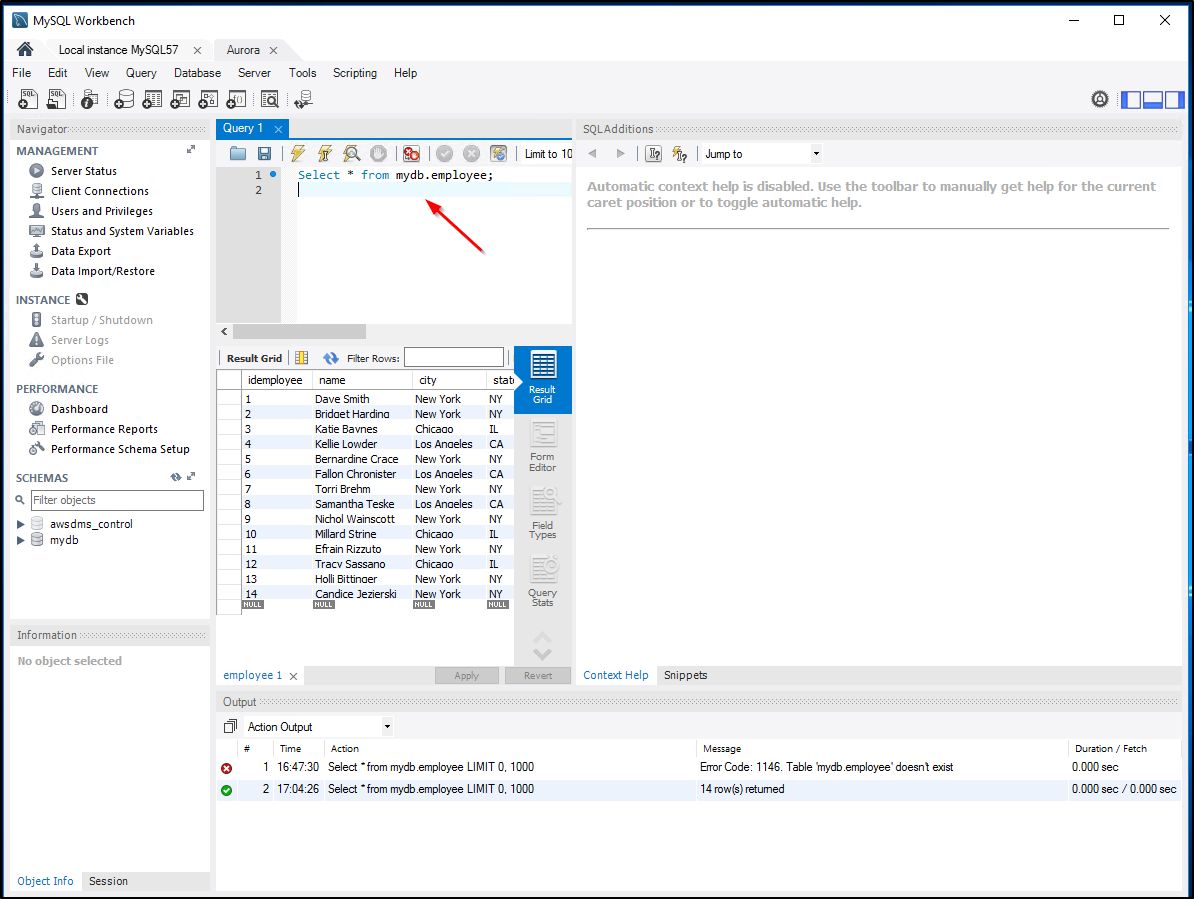 MySQL Workbench
Local instance MySQL57 Aurora
File Edit View Query Database Server Tools Scripting Help
Navigator
MANAGEMENT
Server Status
Client Connections
Users and Privileges
Status and System Variables
Data Export
Data Import/Restore
INSTANCE
Startup / Shutdown
Server Logs
Options File
PERFORMANCE
Dashboard
Performance Reports
Performance Schema Setup
SCHEMAS
Filter objects
awsdms_control
mydb
Information
No object selected
Object Info Session
Query 1
Limit to 10
1 Select * from mydb.employee;
2
Result Grid Filter Rows:
idemployee name city stat
1 Dave Smith New York NY
2 Bridget Harding New York NY
3 Katie Baynes Chicago IL
4 Kellie Lowder Los Angeles CA
5 Bernardine Crace New York NY
6 Fallon Chronister Los Angeles CA
7 Torri Brehm New York NY
8 Samantha Teske Los Angeles CA
9 Nichol Wainscott New York NY
10 Millard Strine Chicago IL
11 Efrain Rizzuto New York NY
12 Tracy Sassano Chicago IL
13 Holli Bittinger New York NY
14 Candice Jezierski New York NY
NULL NULL NULL NULL
Result
Grid
Form
Editor
Field
Types
Query
Stats
employee 1 Apply Revert
SQLAdditions
Jump to
Automatic context help is disabled. Use the toolbar to manually get help for the current
caret position or to toggle automatic help.
Context Help Snippets
Output
Action Output
# Time Action Message Duration / Fetch
1 16:47:30 Select * from mydb.employee LIMIT 0, 1000 Error Code: 1146. Table 'mydb.employee' doesn't exist 0.000 sec
2 17:04:26 Select * from mydb.employee LIMIT 0, 1000 14 row(s) returned 0.000 sec / 0.000 sec